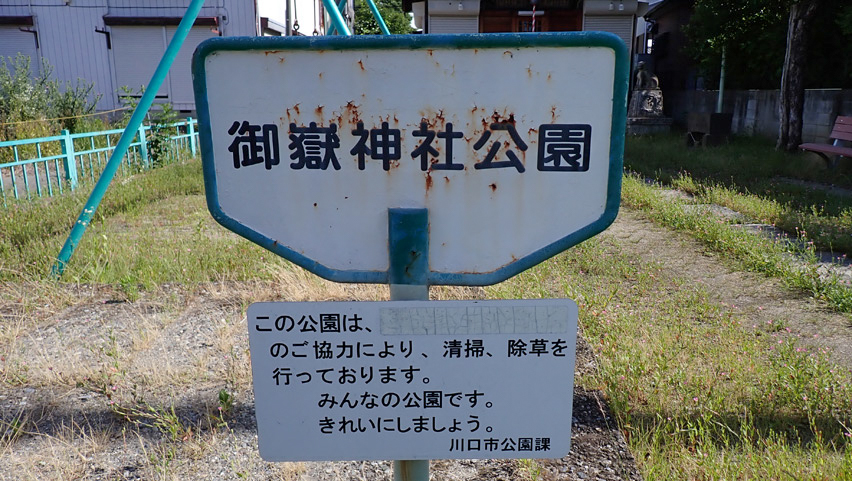 御嶽神社公園
この公園は、
のご協力により、清掃、除草を
行っております。
みんなの公園です。
きれいにしましょう。
川口市公園課